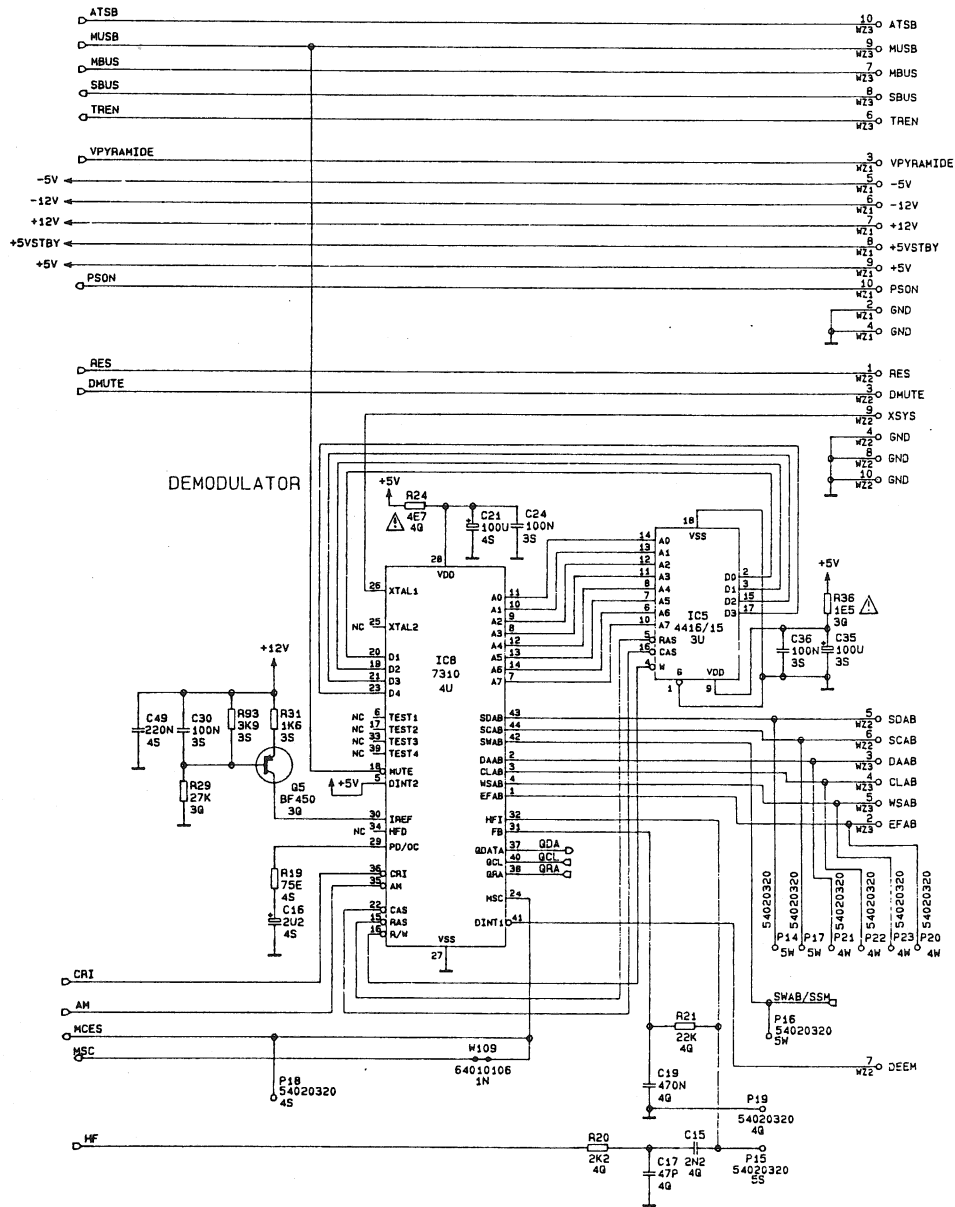 ATSB
10
WZ3
ATSB
MUSB
9
WZ3
MUSB
MBUS
7
WZ3
MBUS
SBUS
8
WZ3
SBUS
TREN
6
WZ3
TREN
VPYRAMIDE
3
WZ1
VPYRAMIDE
-5V
5
WZ1
-5V
-12V
6
WZ1
-12V
+12V
7
WZ1
+12V
+5VSTBY
8
WZ1
+5VSTBY
+5V
9
WZ1
+5V
PSON
10
WZ1
PSON
2
WZ1
GND
4
WZ1
GND
RES
1
WZ2
RES
DMUTE
3
WZ2
DMUTE
9
WZ2
XSYS
4
WZ2
GND
8
WZ2
GND
10
WZ2
GND
DEMODULATOR
+5V
R24
4E7
4Q
C21
100U
4S
C24
100N
3S
28
VDD
26
XTAL1
NC 25
XTAL2
20
D1
19
D2
21
D3
23
D4
NC 6
TEST1
NC 17
TEST2
NC 33
TEST3
NC 39
TEST4
18
MUTE
5
DINT2
+5V
30
IREF
NC 34
HFD
29
PD/OC
36
CRI
35
AM
22
CAS
15
RAS
16
R/W
IC8
7310
4U
VSS
27
A0
11
A1
10
A2
9
A3
8
A4
12
A5
13
A6
14
A7
7
SDAB
43
SCAB
44
SWAB
42
DAAB
2
CLAB
3
WSAB
4
EFAB
1
HFI
32
FB
31
QDATA
37
QDA
QCL
40
QCL
QRA
38
QRA
MSC
24
DINT1
41
18
VSS
14
A0
13
A1
12
A2
11
A3
8
A4
7
A5
6
A6
10
A7
5
RAS
16
CAS
4
W
IC5
4416/15
3U
D0
2
D1
3
D2
15
D3
17
G
1
VDD
9
+5V
R36
1E5
3Q
C36
100N
3S
C35
100U
3S
+12V
C49
220N
4S
C30
100N
3S
R93
3K9
3S
R31
1K6
3S
R29
27K
3Q
Q5
BF450
3Q
R19
75E
4S
C16
2U2
4S
5
WZ2
SDAB
6
WZ2
SCAB
3
WZ3
DAAB
4
WZ3
CLAB
5
WZ3
WSAB
2
WZ3
EFAB
54020320
54020320
54020320
54020320
54020320
54020320
P14
5W
P17
5W
P21
4W
P22
4W
P23
4W
P20
4W
CRI
AM
MCES
MSC
SWAB/SSM
P16
54020320
5W
R21
22K
4Q
W109
64010106
1N
P18
54020320
4S
7
WZ2
DEEM
C19
470N
4Q
P19
54020320
4Q
HF
R20
2K2
4Q
C15
2N2
4Q
C17
47P
4Q
P15
54020320
5S